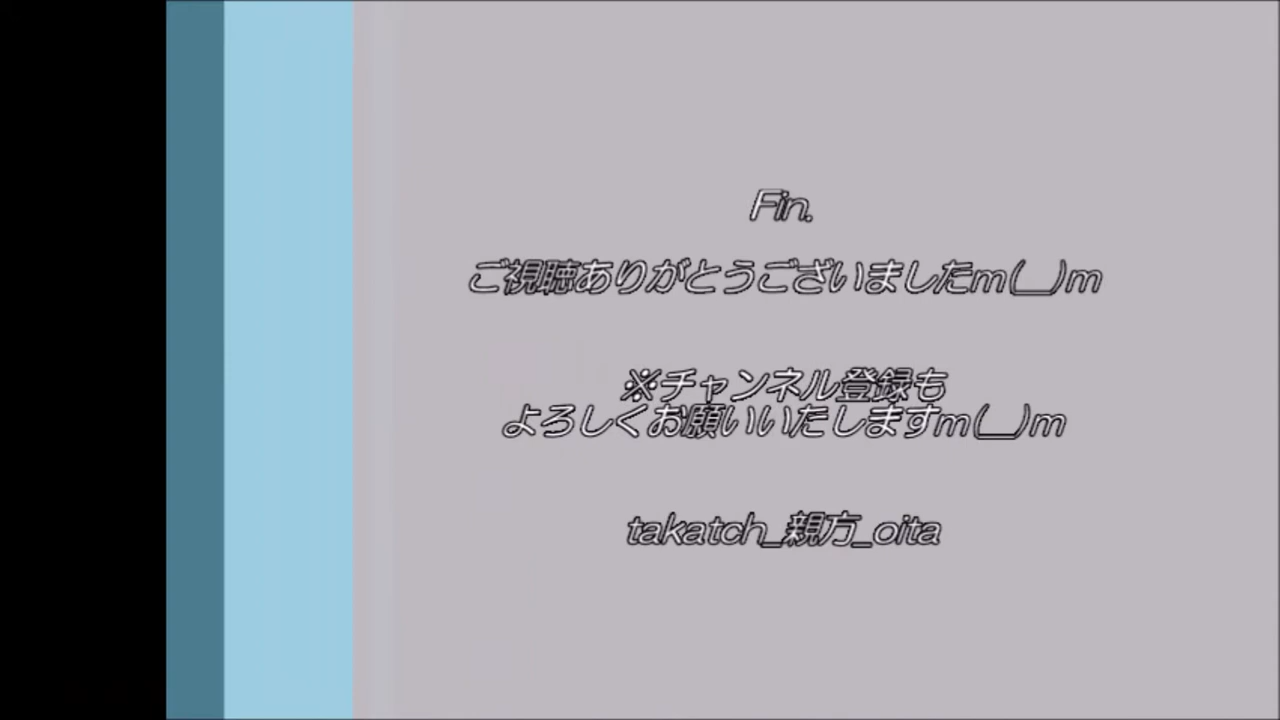 Fin.
ご視聴ありがとうございましたm(__)m
※チャンネル登録も
よろしくお願いいたしますm(__)m
takatch_親方_oita